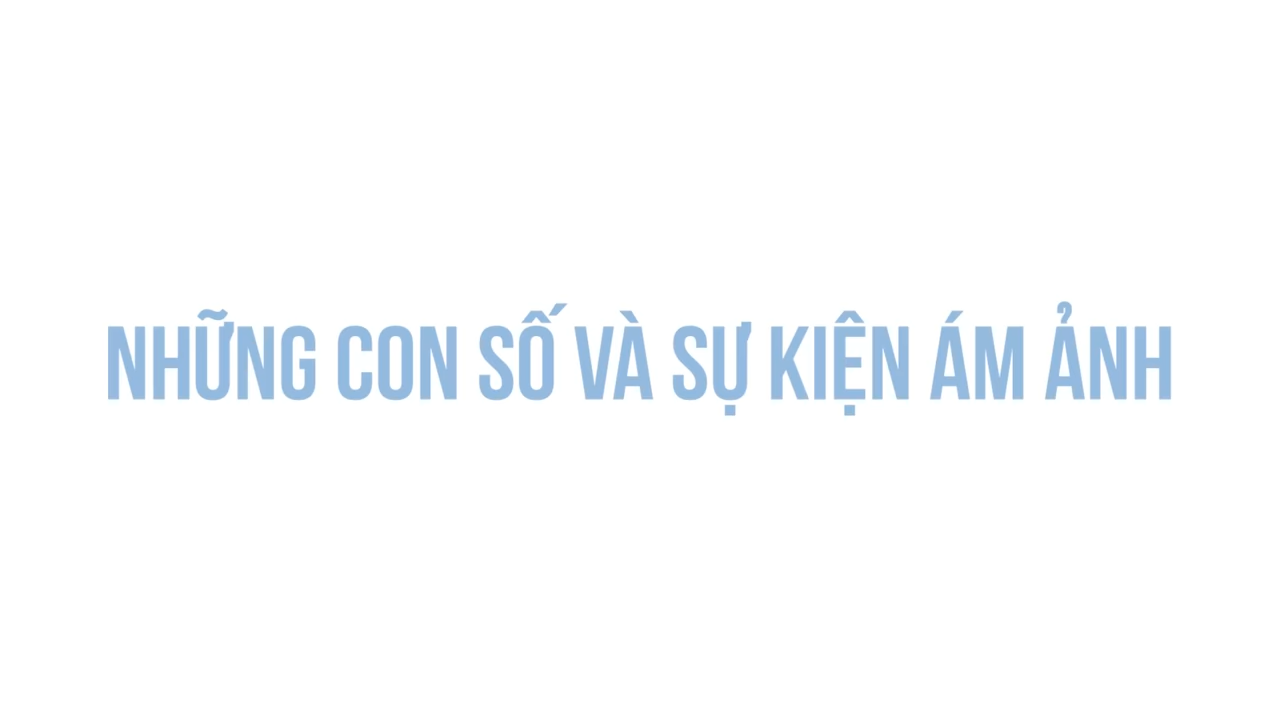 NHỮNG CON SỐ VÀ SỰ KIỆN ÁM ẢNH